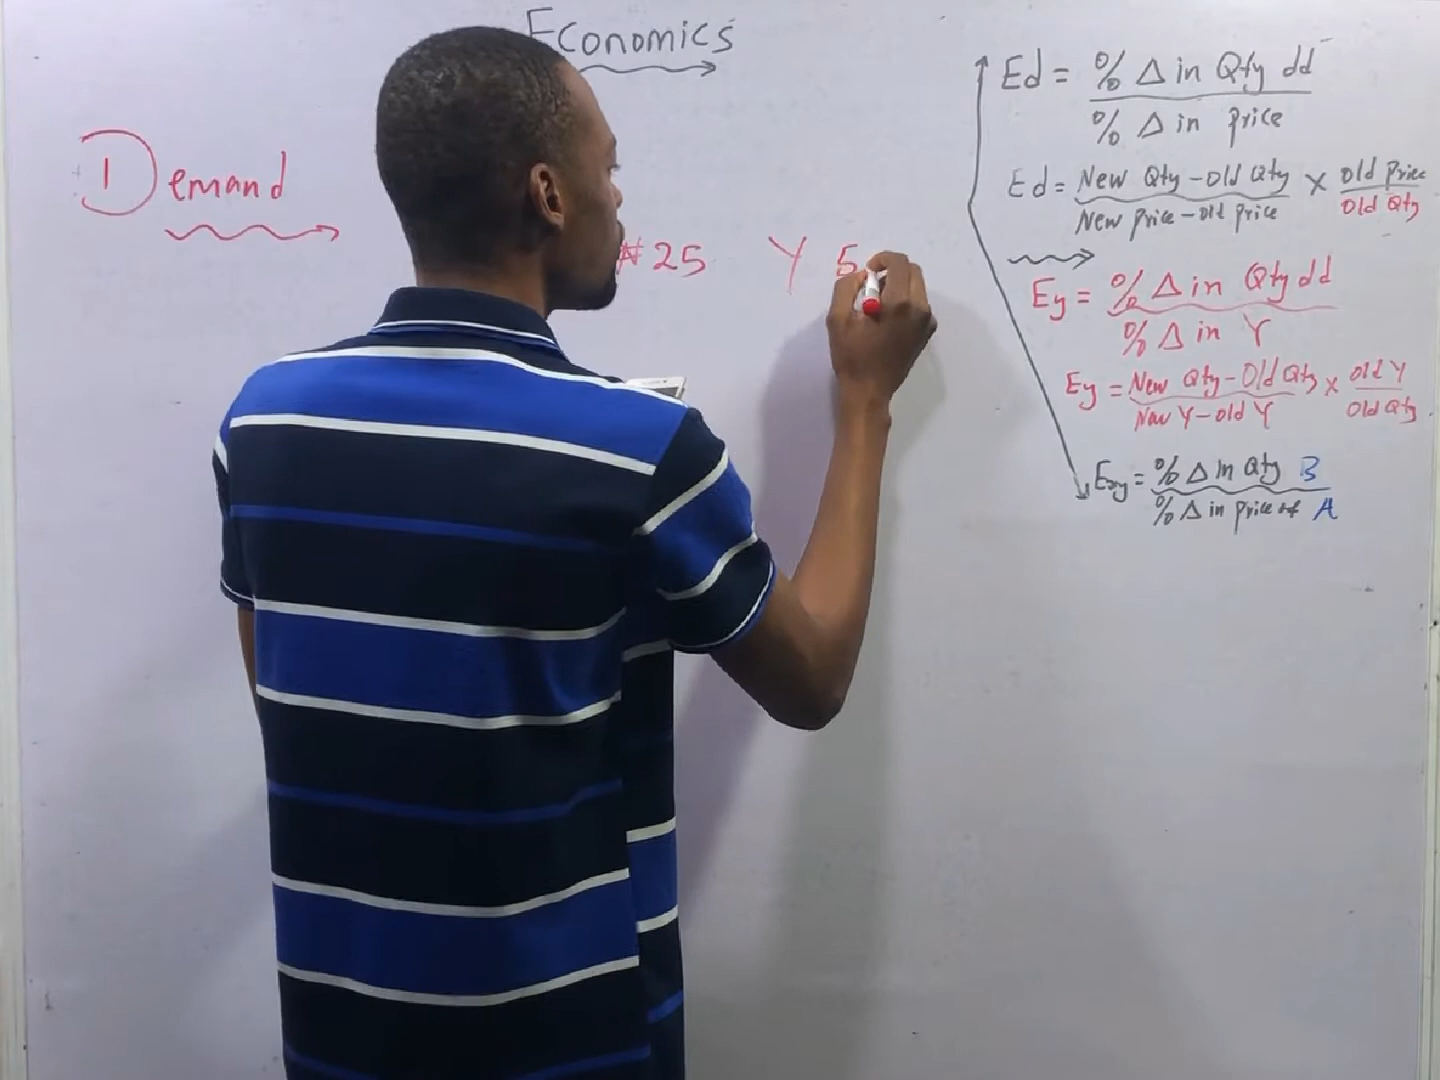 Economics
Demand
₦25 Y 5
Ed = % Δ in Qty dd
% Δ in price
Ed = New Qty - Old Qty × Old Price
New price - old price Old Qty
Ey = % Δ in Qty dd
% Δ in Y
Ey = New Qty - Old Qty × Old Y
New Y - Old Y Old Qty
Exy = % Δ in Qty B
% Δ in price of A